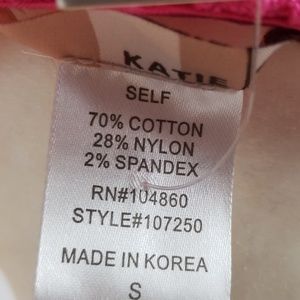 KATIE
SELF
70% COTTON
28% NYLON
2% SPANDEX
RN#104860
STYLE#107250
MADE IN KOREA
S